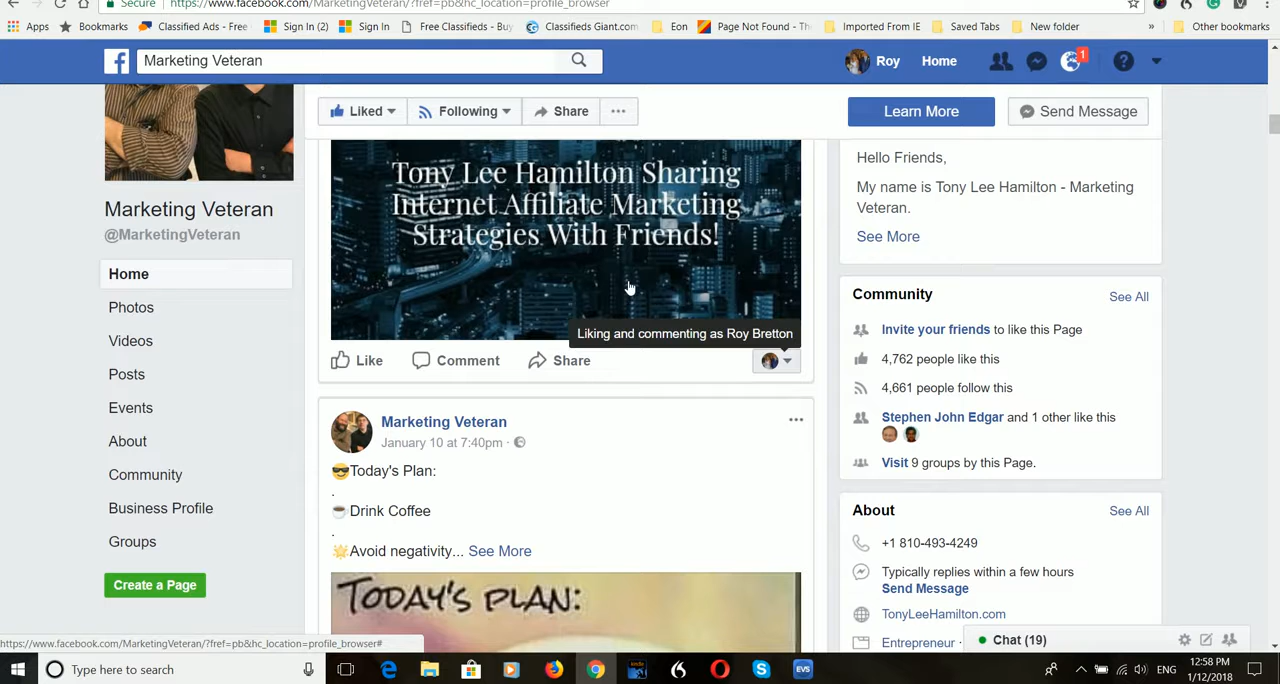 Secure
https://www.facebook.com/MarketingVeteran/?fref=pb&hc_location=profile_browser
Apps
Bookmarks
Classified Ads - Free
Sign In (2)
Sign In
Free Classifieds - Buy
Classifieds Giant.com
Eon
Page Not Found - The
Imported From IE
Saved Tabs
New folder
»
Other bookmarks
Marketing Veteran
Roy
Home
1
Liked
Following
Share
Learn More
Send Message
Marketing Veteran
@MarketingVeteran
Home
Photos
Videos
Posts
Events
About
Community
Business Profile
Groups
Create a Page
Tony Lee Hamilton Sharing
Internet Affiliate Marketing
Strategies With Friends!
Liking and commenting as Roy Bretton
Like
Comment
Share
Marketing Veteran
January 10 at 7:40pm ·
😎Today's Plan:
.
☕Drink Coffee
.
🌟Avoid negativity... See More
TODAY'S PLAN:
Hello Friends,
My name is Tony Lee Hamilton - Marketing
Veteran.
See More
Community
See All
Invite your friends to like this Page
4,762 people like this
4,661 people follow this
Stephen John Edgar and 1 other like this
Visit 9 groups by this Page.
About
See All
+1 810-493-4249
Typically replies within a few hours
Send Message
TonyLeeHamilton.com
Entrepreneur ·
Chat (19)
https://www.facebook.com/MarketingVeteran/?fref=pb&hc_location=profile_browser#
Type here to search
kindle
EVS
ENG
12:58 PM
1/12/2018